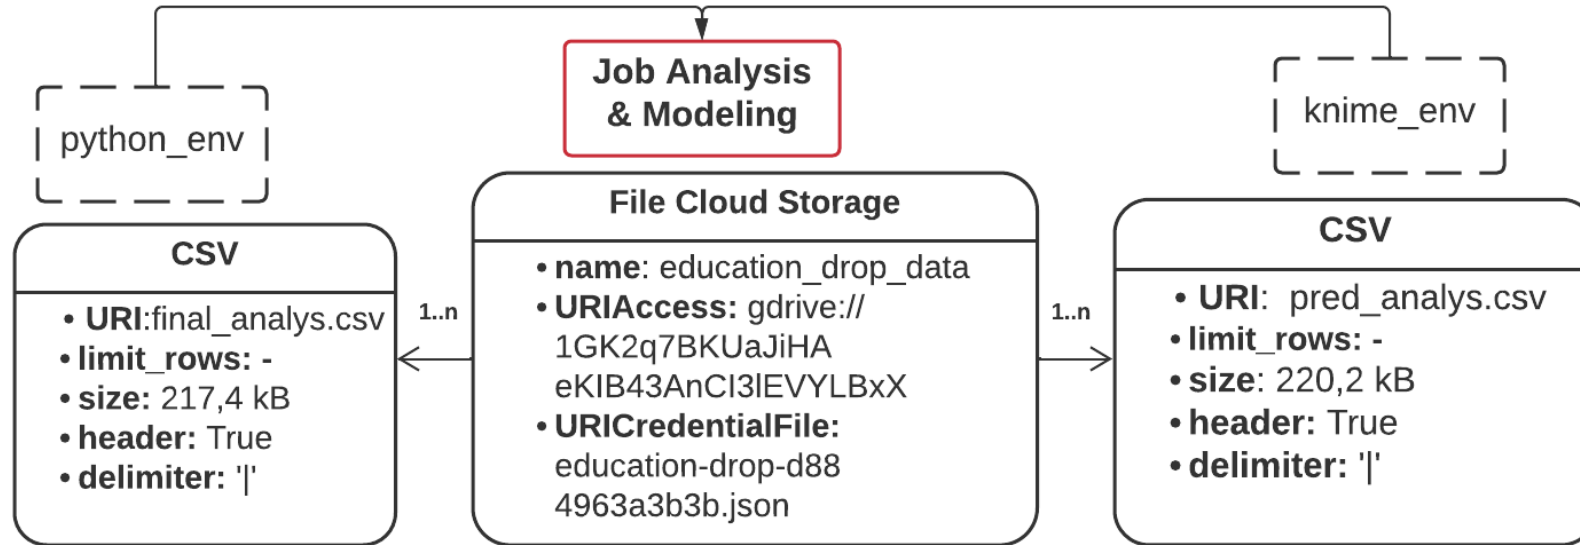 Job Analysis
& Modeling
python_env
knime_env
CSV
• URI:final_analys.csv
• limit_rows: -
• size: 217,4 kB
• header: True
• delimiter: '|'
1..n
File Cloud Storage
• name: education_drop_data
• URIAccess: gdrive://
1GK2q7BKUaJiHA
eKIB43AnCI3lEVYLBxX
• URICredentialFile:
education-drop-d88
4963a3b3b.json
1..n
CSV
• URI: pred_analys.csv
• limit_rows: -
• size: 220,2 kB
• header: True
• delimiter: '|'